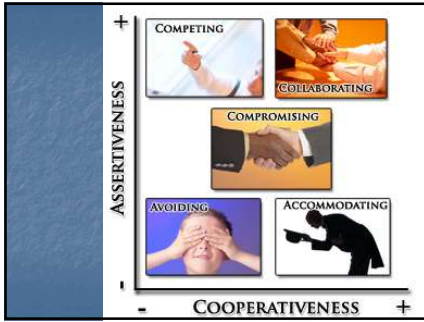 +
COMPETING
COLLABORATING
COMPROMISING
ASSERTIVENESS
AVOIDING
ACCOMMODATING
-
- COOPERATIVENESS +